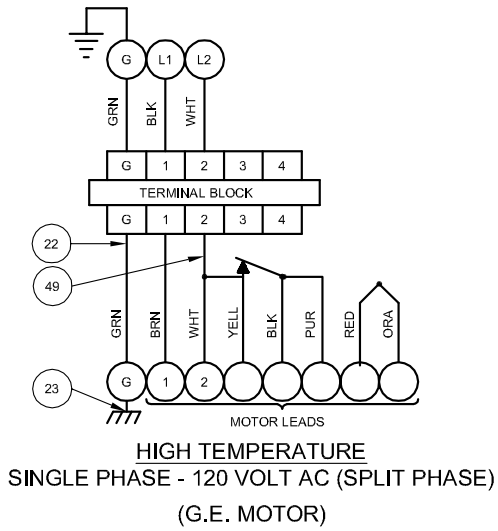 G L1 L2
GRN BLK WHT
G 1 2 3 4
TERMINAL BLOCK
G 1 2 3 4
22
49
GRN BRN WHT YELL BLK PUR RED ORA
23
G 1 2
MOTOR LEADS
HIGH TEMPERATURE
SINGLE PHASE - 120 VOLT AC (SPLIT PHASE)
(G.E. MOTOR)